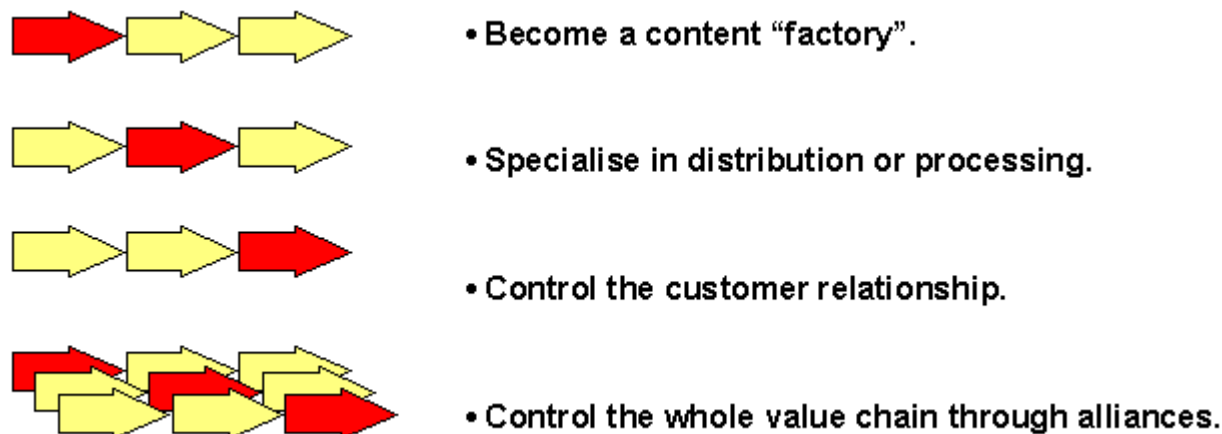 • Become a content “factory”.
• Specialise in distribution or processing.
• Control the customer relationship.
• Control the whole value chain through alliances.